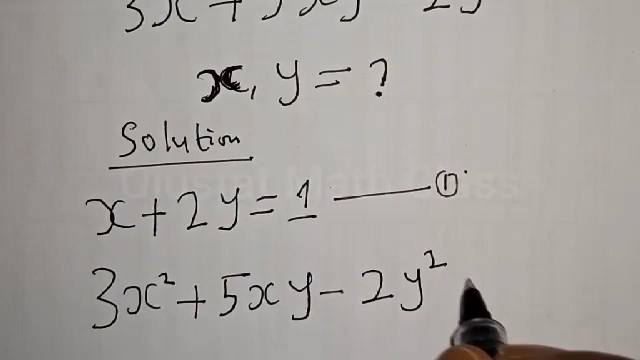 x, y = ?
Solution
x + 2y = 1 ——— ①
3x² + 5xy - 2y²